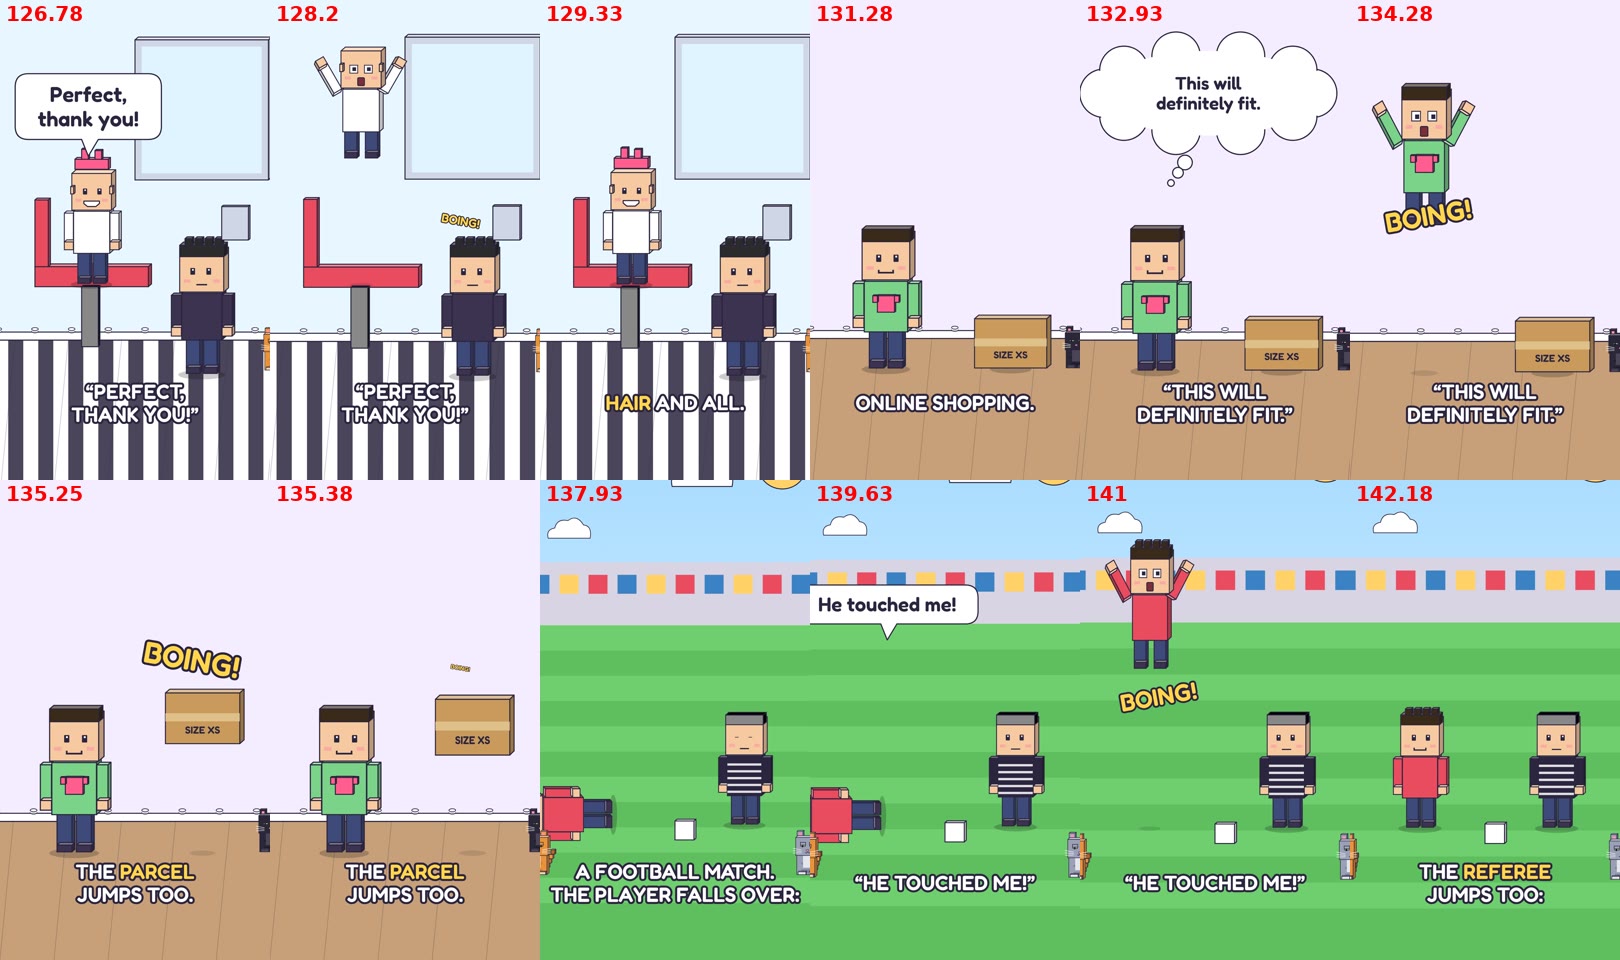 126.78
Perfect,
thank you!
“PERFECT,
THANK YOU!”
128.2
BOING!
“PERFECT,
THANK YOU!”
129.33
HAIR AND ALL.
131.28
SIZE XS
ONLINE SHOPPING.
132.93
This will
definitely fit.
SIZE XS
“THIS WILL
DEFINITELY FIT.”
134.28
BOING!
SIZE XS
“THIS WILL
DEFINITELY FIT.”
135.25
BOING!
SIZE XS
THE PARCEL
JUMPS TOO.
135.38
BOING!
SIZE XS
THE PARCEL
JUMPS TOO.
137.93
A FOOTBALL MATCH.
THE PLAYER FALLS OVER:
139.63
He touched me!
“HE TOUCHED ME!”
141
BOING!
“HE TOUCHED ME!”
142.18
THE REFEREE
JUMPS TOO: